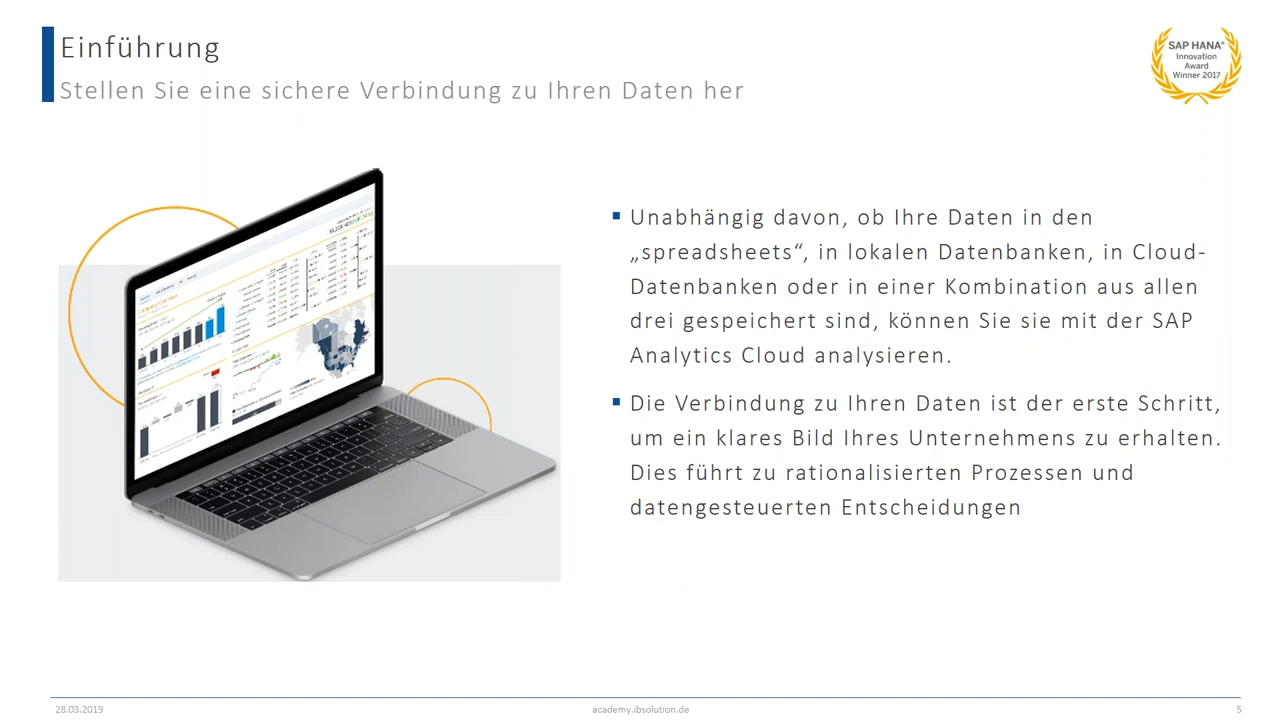 Einführung
Stellen Sie eine sichere Verbindung zu Ihren Daten her
SAP HANA®
Innovation
Award
Winner 2017
▪ Unabhängig davon, ob Ihre Daten in den
„spreadsheets“, in lokalen Datenbanken, in Cloud-
Datenbanken oder in einer Kombination aus allen
drei gespeichert sind, können Sie sie mit der SAP
Analytics Cloud analysieren.
▪ Die Verbindung zu Ihren Daten ist der erste Schritt,
um ein klares Bild Ihres Unternehmens zu erhalten.
Dies führt zu rationalisierten Prozessen und
datengesteuerten Entscheidungen
28.03.2019
academy.ibsolution.de
5